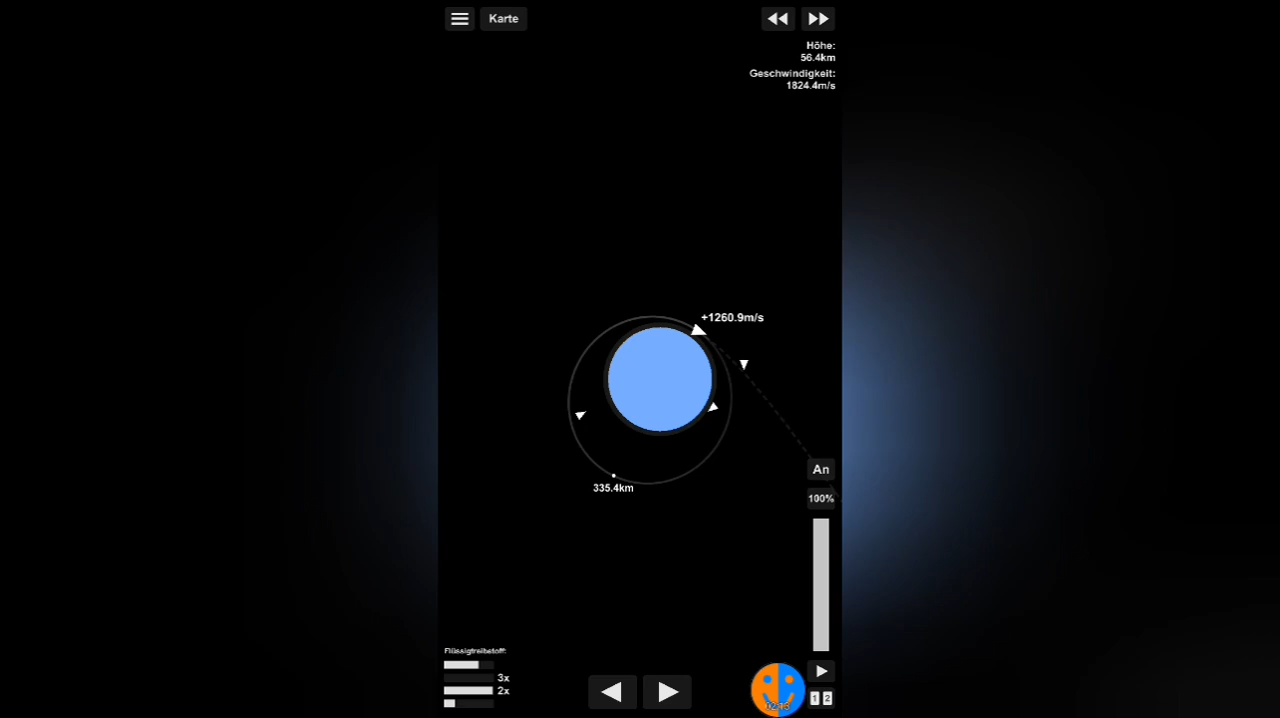 Karte
Höhe:
56.4km
Geschwindigkeit:
1824.4m/s
+1260.9m/s
335.4km
An
100%
Flüssigtreibstoff:
3x
2x
1 2